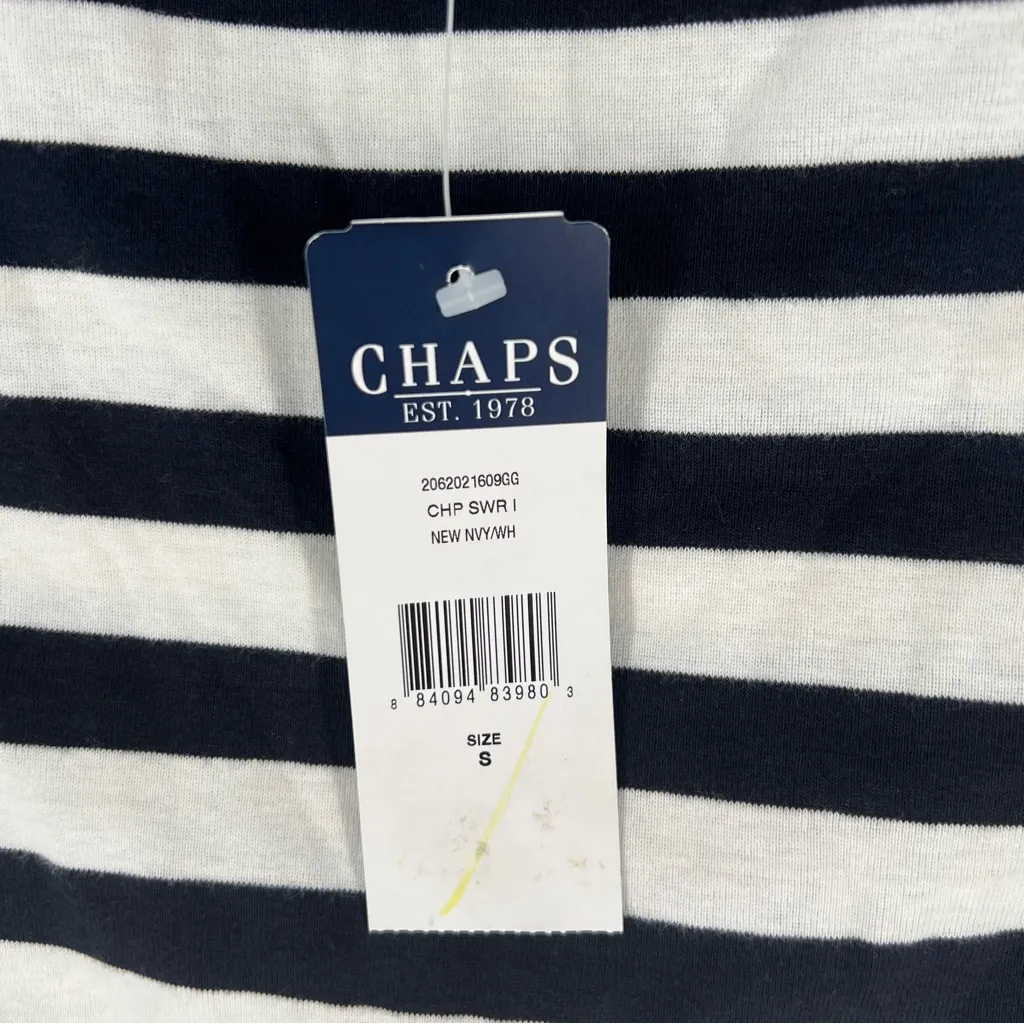 CHAPS
EST. 1978
2062021609GG
CHP SWR I
NEW NVY/WH
8 84094 83980 3
SIZE
S